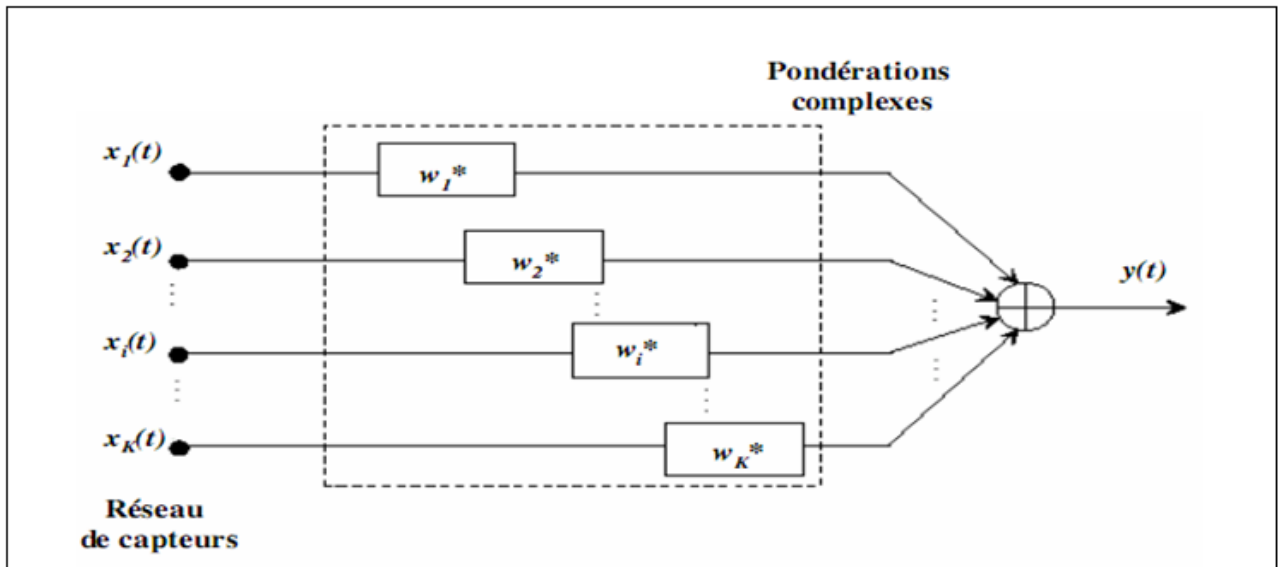 Pondérations
complexes
x1(t)
w1*
x2(t)
w2*
y(t)
xi(t)
wi*
xK(t)
wK*
Réseau
de capteurs